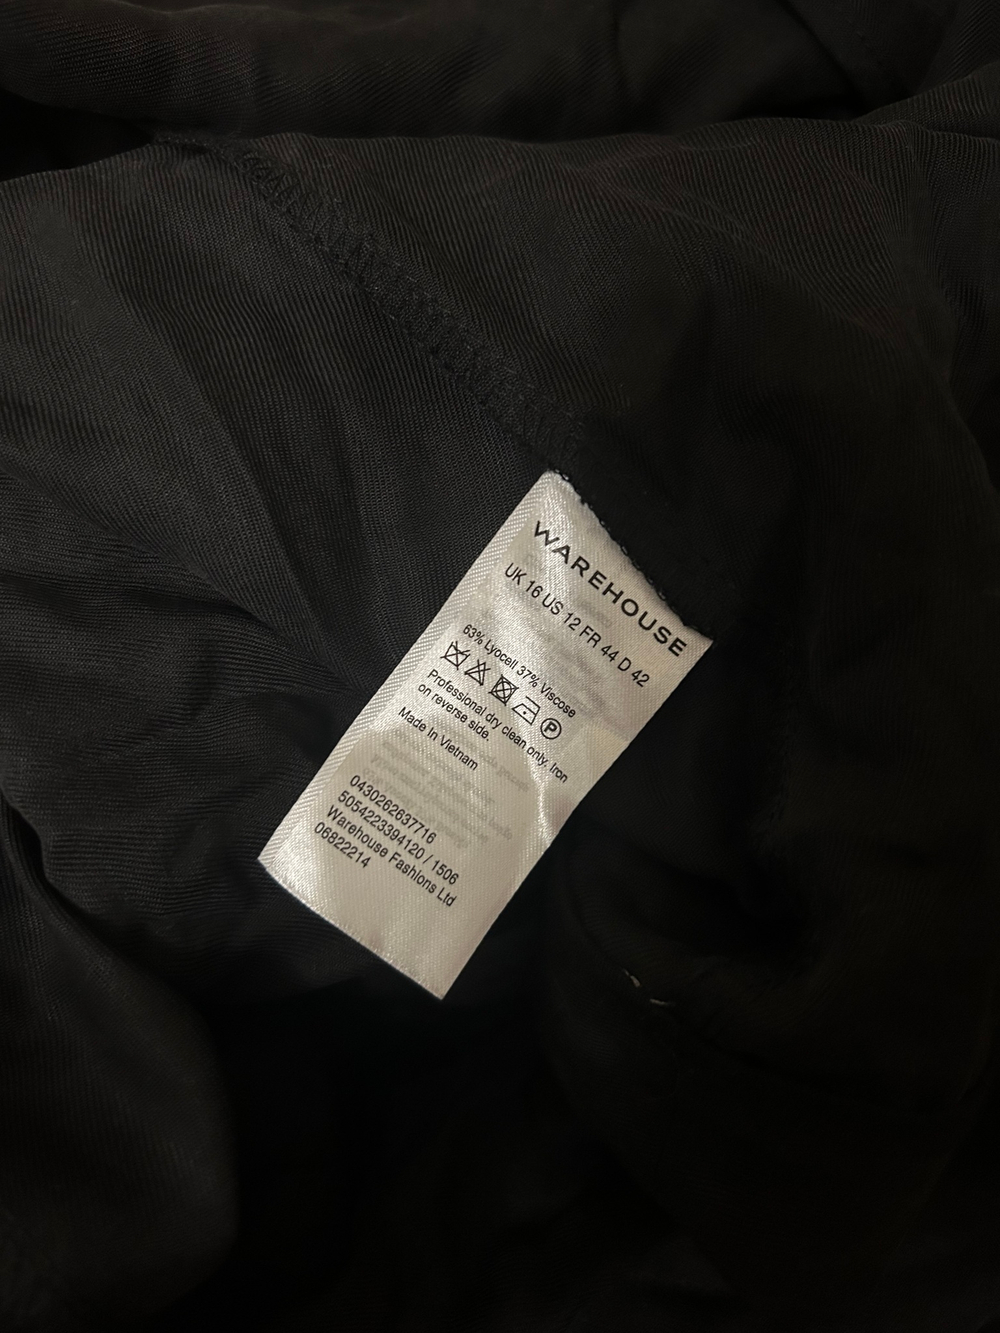 WAREHOUSE
UK 16 US 12 FR 44 D 42
63% Lyocell 37% Viscose
P
Professional dry clean only. Iron
on reverse side.
Made In Vietnam
0430262637716
5054223394120 / 1506
Warehouse Fashions Ltd
06822214